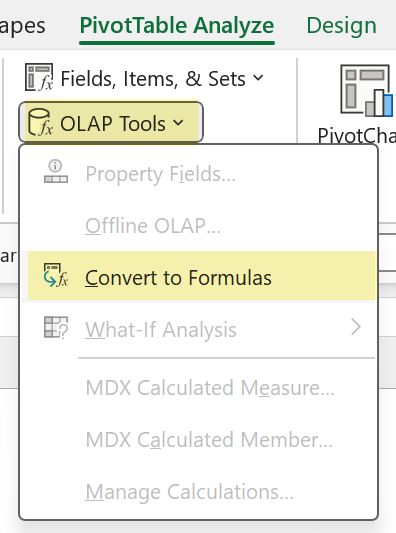 apes PivotTable Analyze Design
Fields, Items, & Sets
OLAP Tools
PivotCha
Property Fields...
Offline OLAP...
ar
Convert to Formulas
What-If Analysis
MDX Calculated Measure...
MDX Calculated Member...
Manage Calculations...